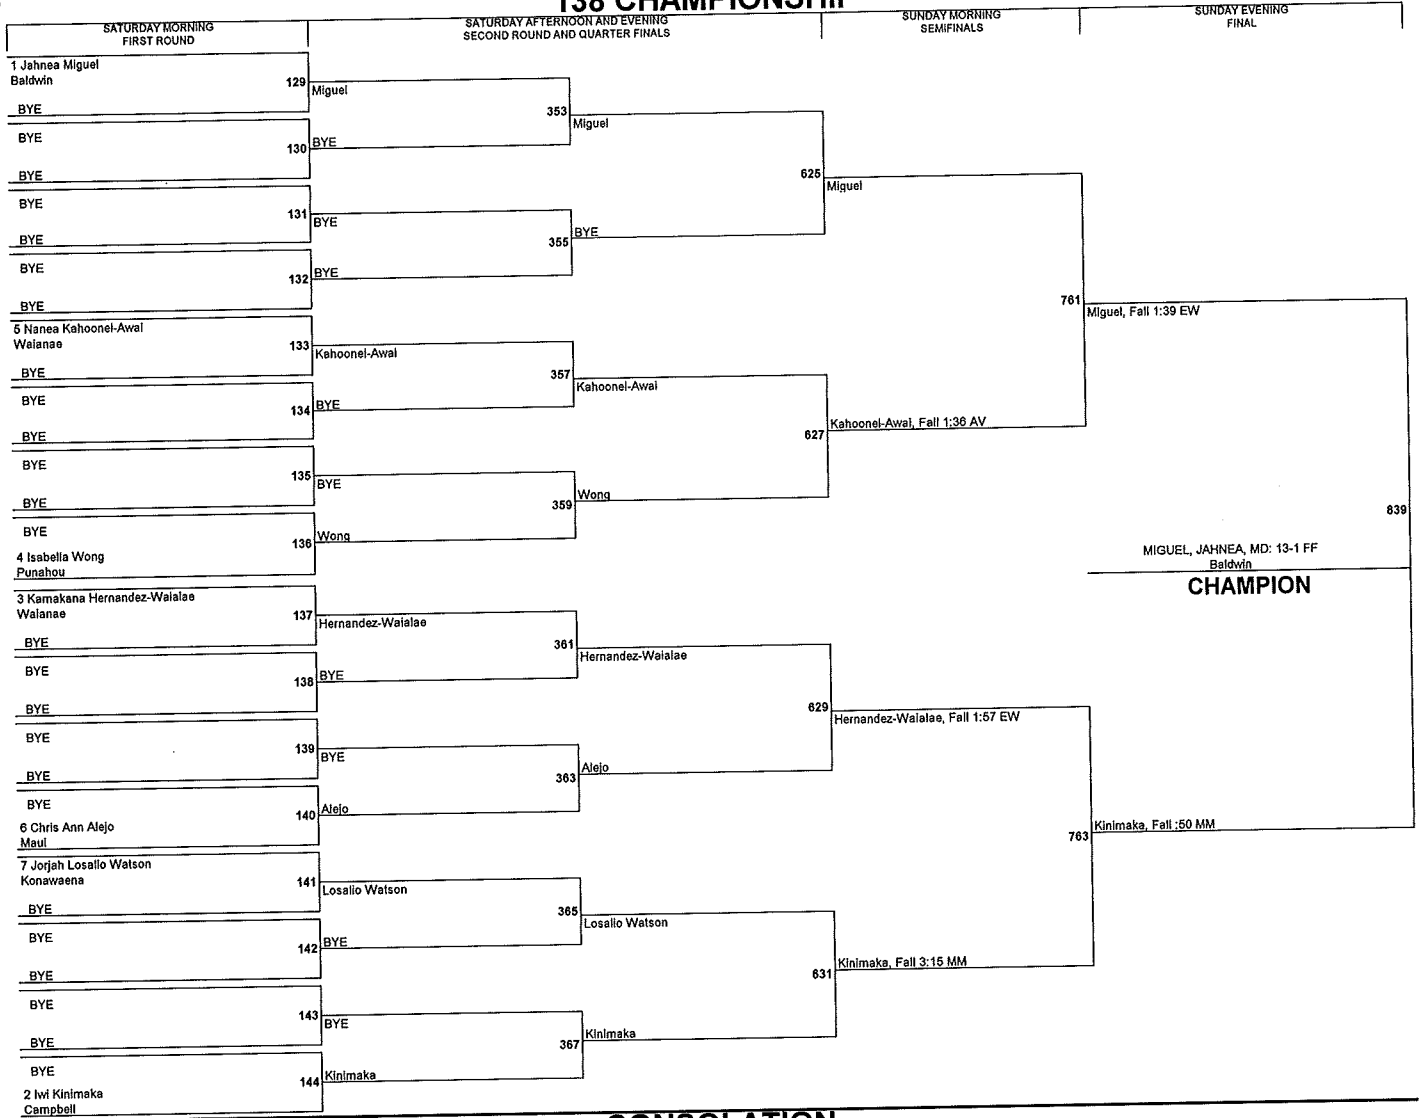 138 CHAMPIONSHIP
SATURDAY MORNING
FIRST ROUND
SATURDAY AFTERNOON AND EVENING
SECOND ROUND AND QUARTER FINALS
SUNDAY MORNING
SEMIFINALS
SUNDAY EVENING
FINAL
1 Jahnea Miguel
Baldwin
129
BYE
BYE
130
BYE
BYE
131
BYE
BYE
132
BYE
5 Nanea Kahoonei-Awai
Waianae
133
BYE
BYE
134
BYE
BYE
135
BYE
BYE
136
4 Isabella Wong
Punahou
3 Kamakana Hernandez-Waialae
Waianae
137
BYE
BYE
138
BYE
BYE
139
BYE
BYE
140
6 Chris Ann Alejo
Maui
7 Jorjah Losalio Watson
Konawaena
141
BYE
BYE
142
BYE
BYE
143
BYE
BYE
144
2 Iwi Kinimaka
Campbell
Miguel
353
BYE
BYE
355
BYE
Kahoonei-Awai
357
BYE
BYE
359
Wong
Hernandez-Waialae
361
BYE
BYE
363
Alejo
Losalio Watson
365
BYE
BYE
367
Kinimaka
Miguel
625
BYE
Kahoonei-Awai
627
Wong
Hernandez-Waialae
629
Alejo
Losalio Watson
631
Kinimaka
Miguel
761
Kahoonei-Awai, Fall 1:36 AV
Hernandez-Waialae, Fall 1:57 EW
763
Kinimaka, Fall 3:15 MM
Miguel, Fall 1:39 EW
839
Kinimaka, Fall :50 MM
MIGUEL, JAHNEA, MD: 13-1 FF
Baldwin
CHAMPION
CONSOLATION